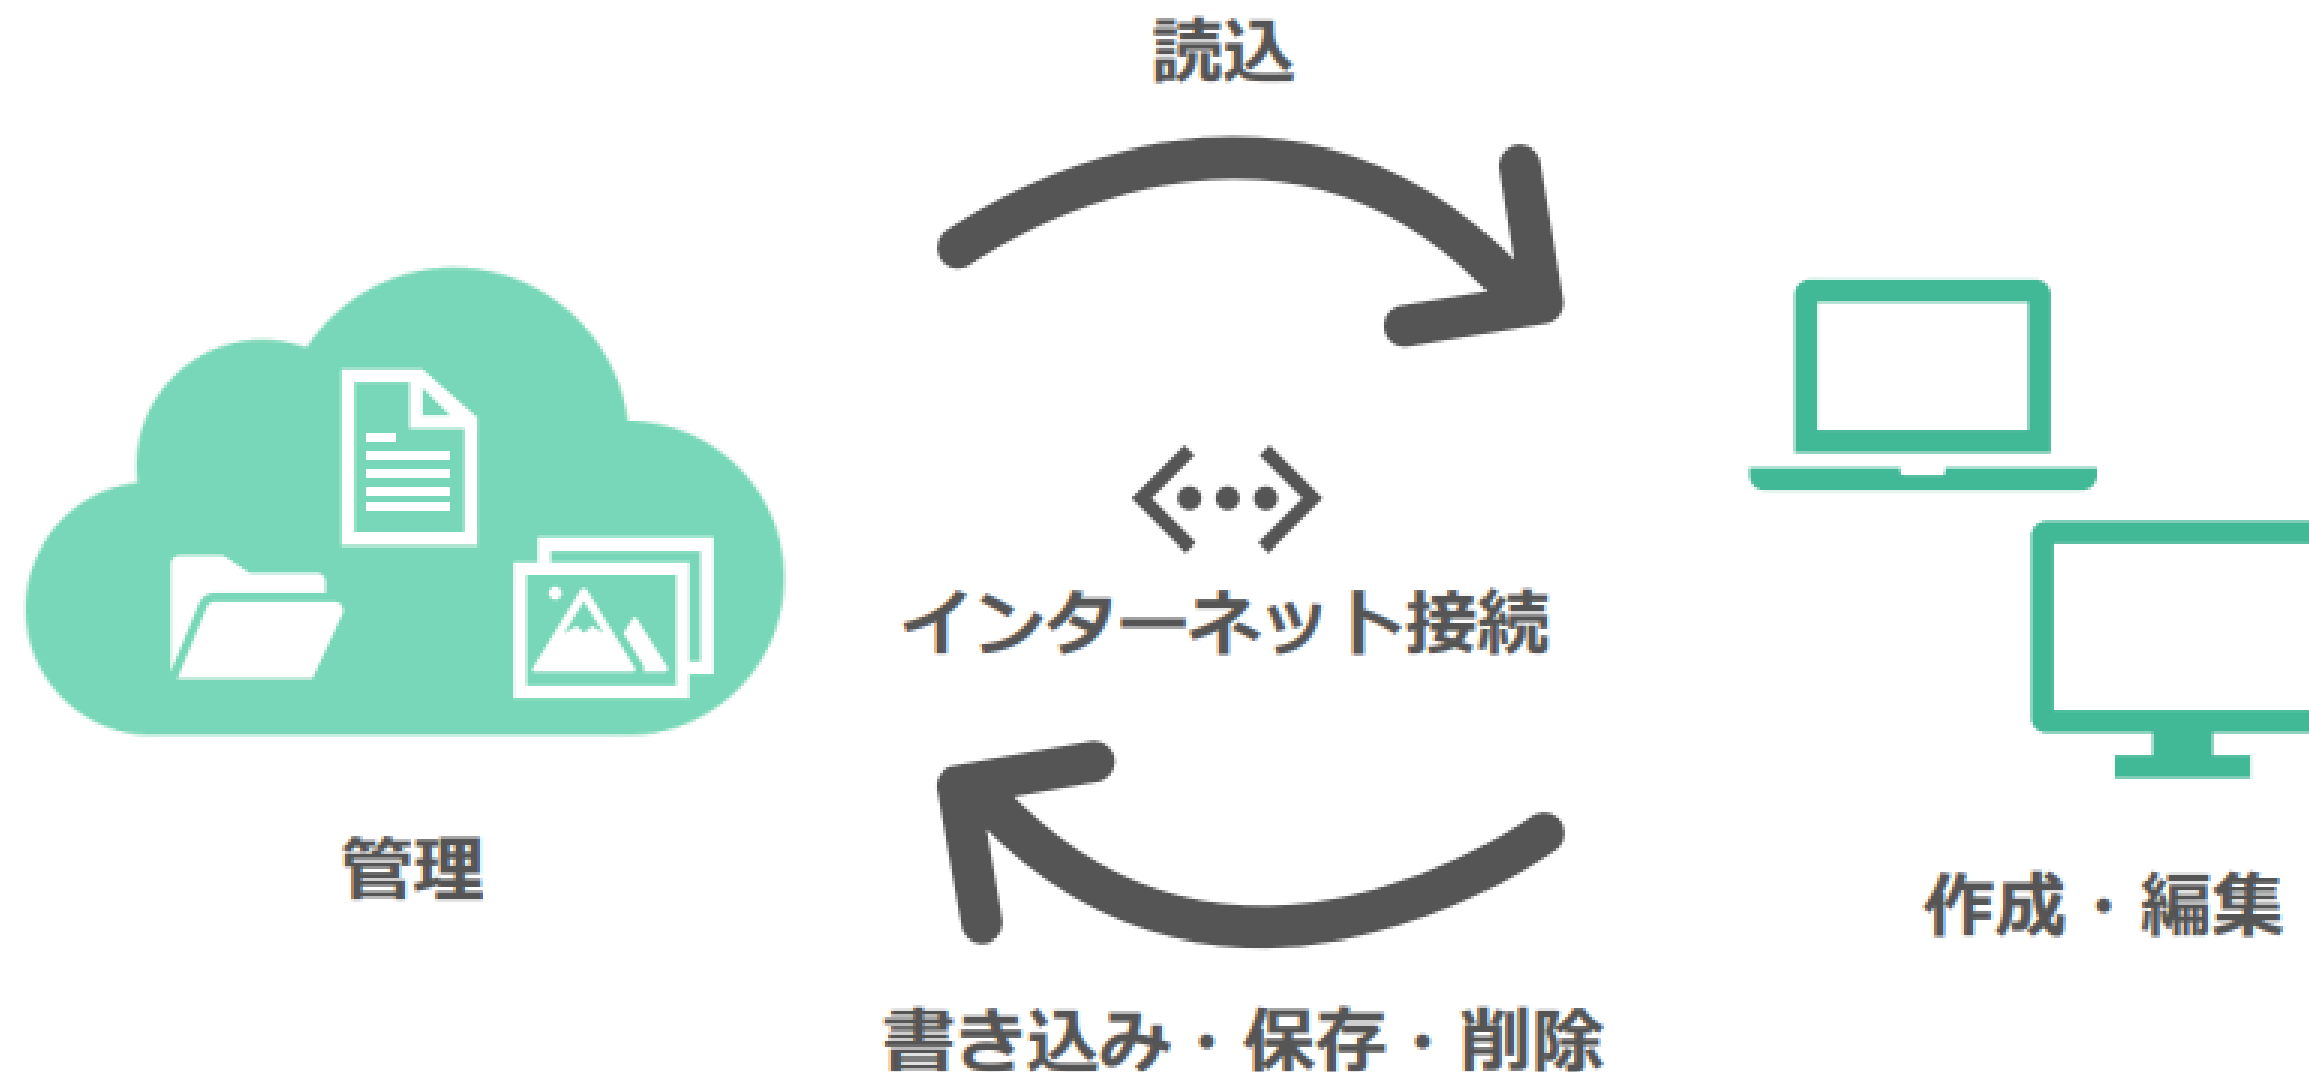 読込
インターネット接続
管理
作成・編集
書き込み・保存・削除